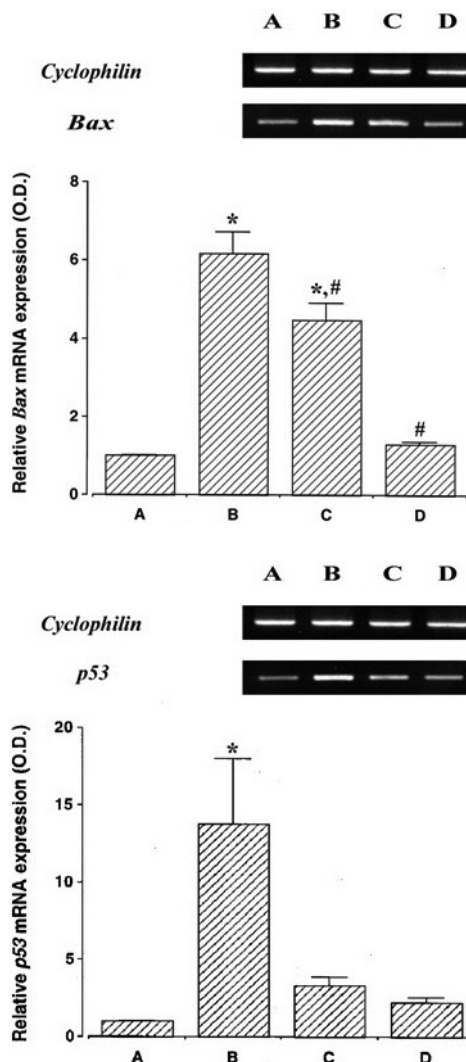 A B C D
Cyclophilin
Bax
Relative Bax mRNA expression (O.D.)
8
6
4
2
0
*
*,#
#
A B C D
A B C D
Cyclophilin
p53
Relative p53 mRNA expression (O.D.)
20
15
10
5
0
*
A B C D